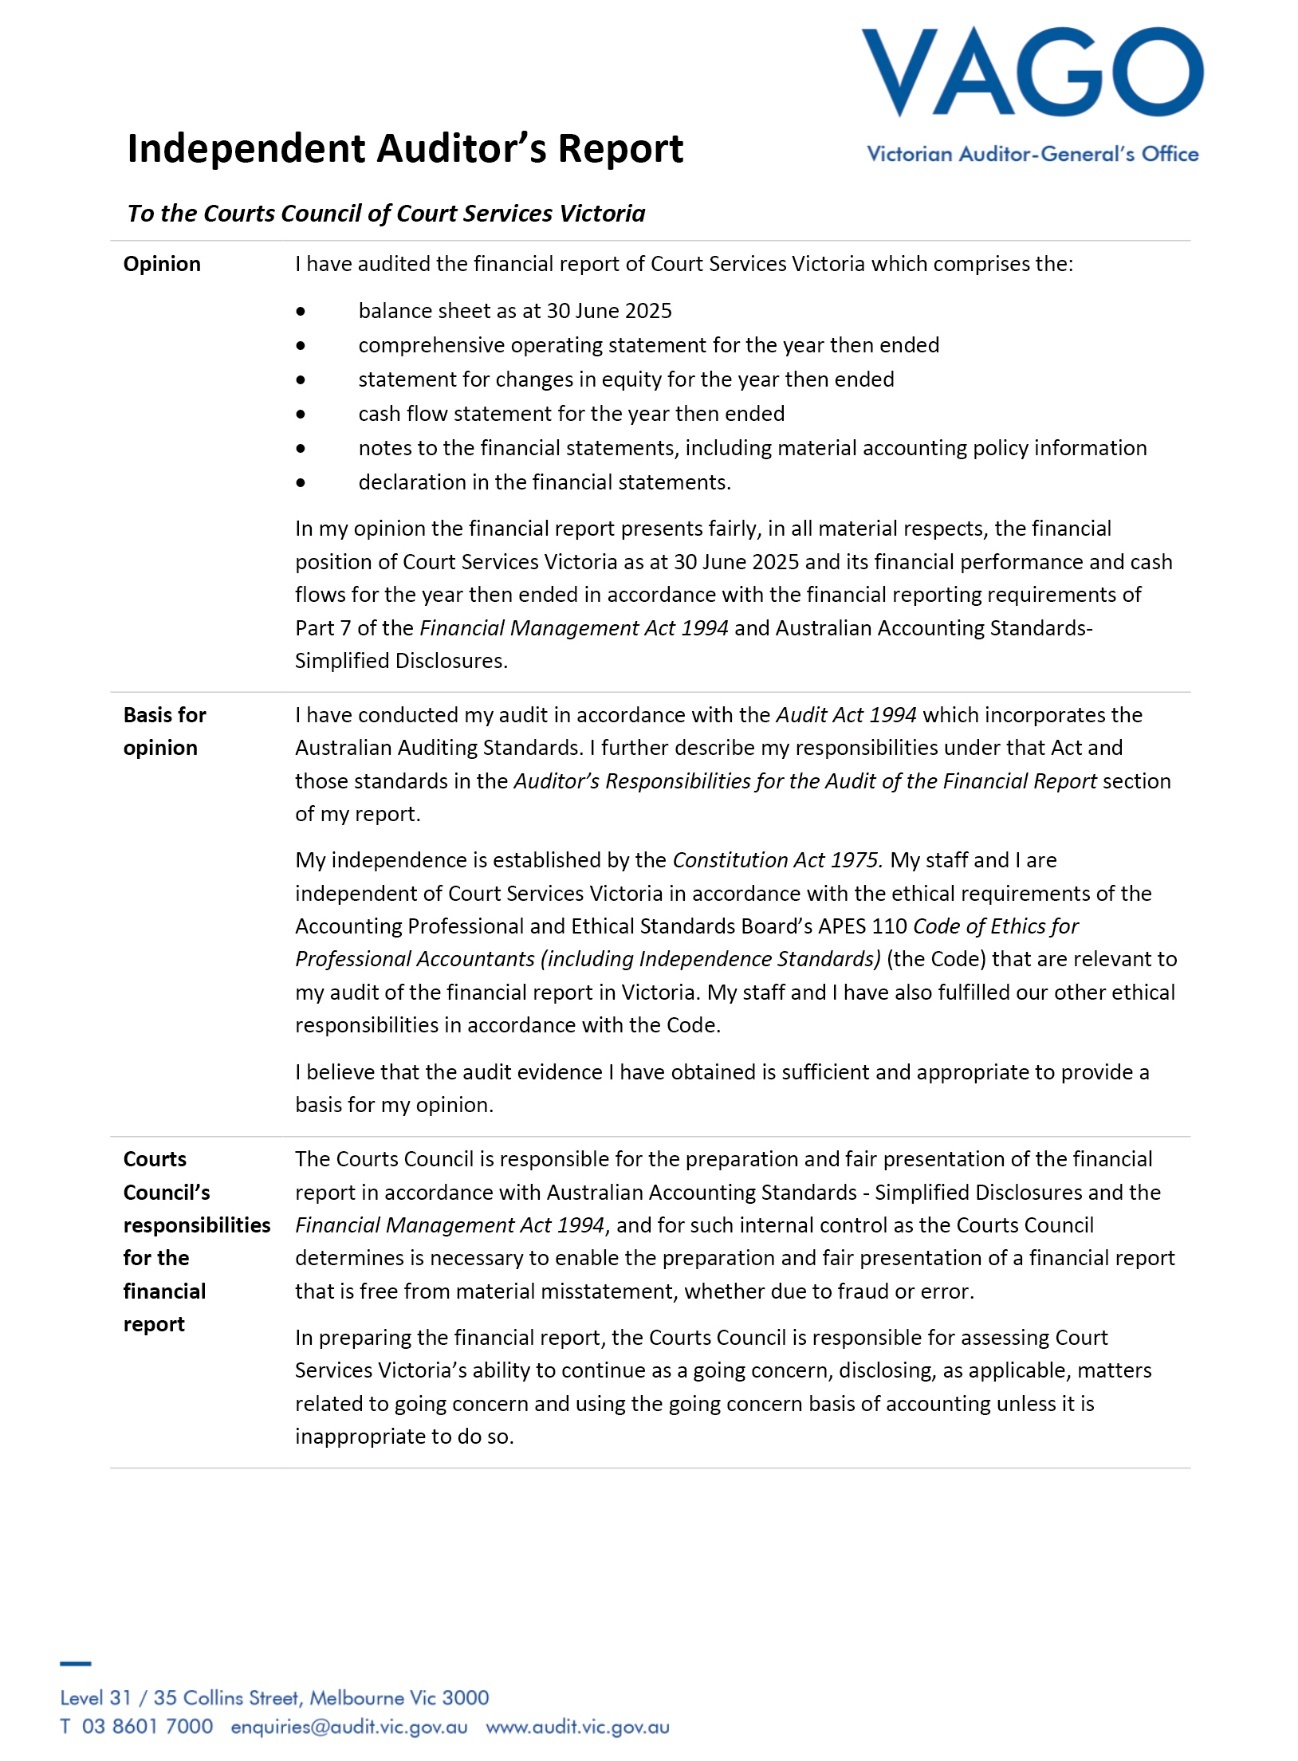 VAGO
Victorian Auditor-General's Office
Independent Auditor’s Report
To the Courts Council of Court Services Victoria
Opinion
I have audited the financial report of Court Services Victoria which comprises the:
• balance sheet as at 30 June 2025
• comprehensive operating statement for the year then ended
• statement for changes in equity for the year then ended
• cash flow statement for the year then ended
• notes to the financial statements, including material accounting policy information
• declaration in the financial statements.
In my opinion the financial report presents fairly, in all material respects, the financial
position of Court Services Victoria as at 30 June 2025 and its financial performance and cash
flows for the year then ended in accordance with the financial reporting requirements of
Part 7 of the Financial Management Act 1994 and Australian Accounting Standards-
Simplified Disclosures.
Basis for
opinion
I have conducted my audit in accordance with the Audit Act 1994 which incorporates the
Australian Auditing Standards. I further describe my responsibilities under that Act and
those standards in the Auditor’s Responsibilities for the Audit of the Financial Report section
of my report.
My independence is established by the Constitution Act 1975. My staff and I are
independent of Court Services Victoria in accordance with the ethical requirements of the
Accounting Professional and Ethical Standards Board’s APES 110 Code of Ethics for
Professional Accountants (including Independence Standards) (the Code) that are relevant to
my audit of the financial report in Victoria. My staff and I have also fulfilled our other ethical
responsibilities in accordance with the Code.
I believe that the audit evidence I have obtained is sufficient and appropriate to provide a
basis for my opinion.
Courts
Council’s
responsibilities
for the
financial
report
The Courts Council is responsible for the preparation and fair presentation of the financial
report in accordance with Australian Accounting Standards - Simplified Disclosures and the
Financial Management Act 1994, and for such internal control as the Courts Council
determines is necessary to enable the preparation and fair presentation of a financial report
that is free from material misstatement, whether due to fraud or error.
In preparing the financial report, the Courts Council is responsible for assessing Court
Services Victoria’s ability to continue as a going concern, disclosing, as applicable, matters
related to going concern and using the going concern basis of accounting unless it is
inappropriate to do so.
Level 31 / 35 Collins Street, Melbourne Vic 3000
T 03 8601 7000 enquiries@audit.vic.gov.au www.audit.vic.gov.au